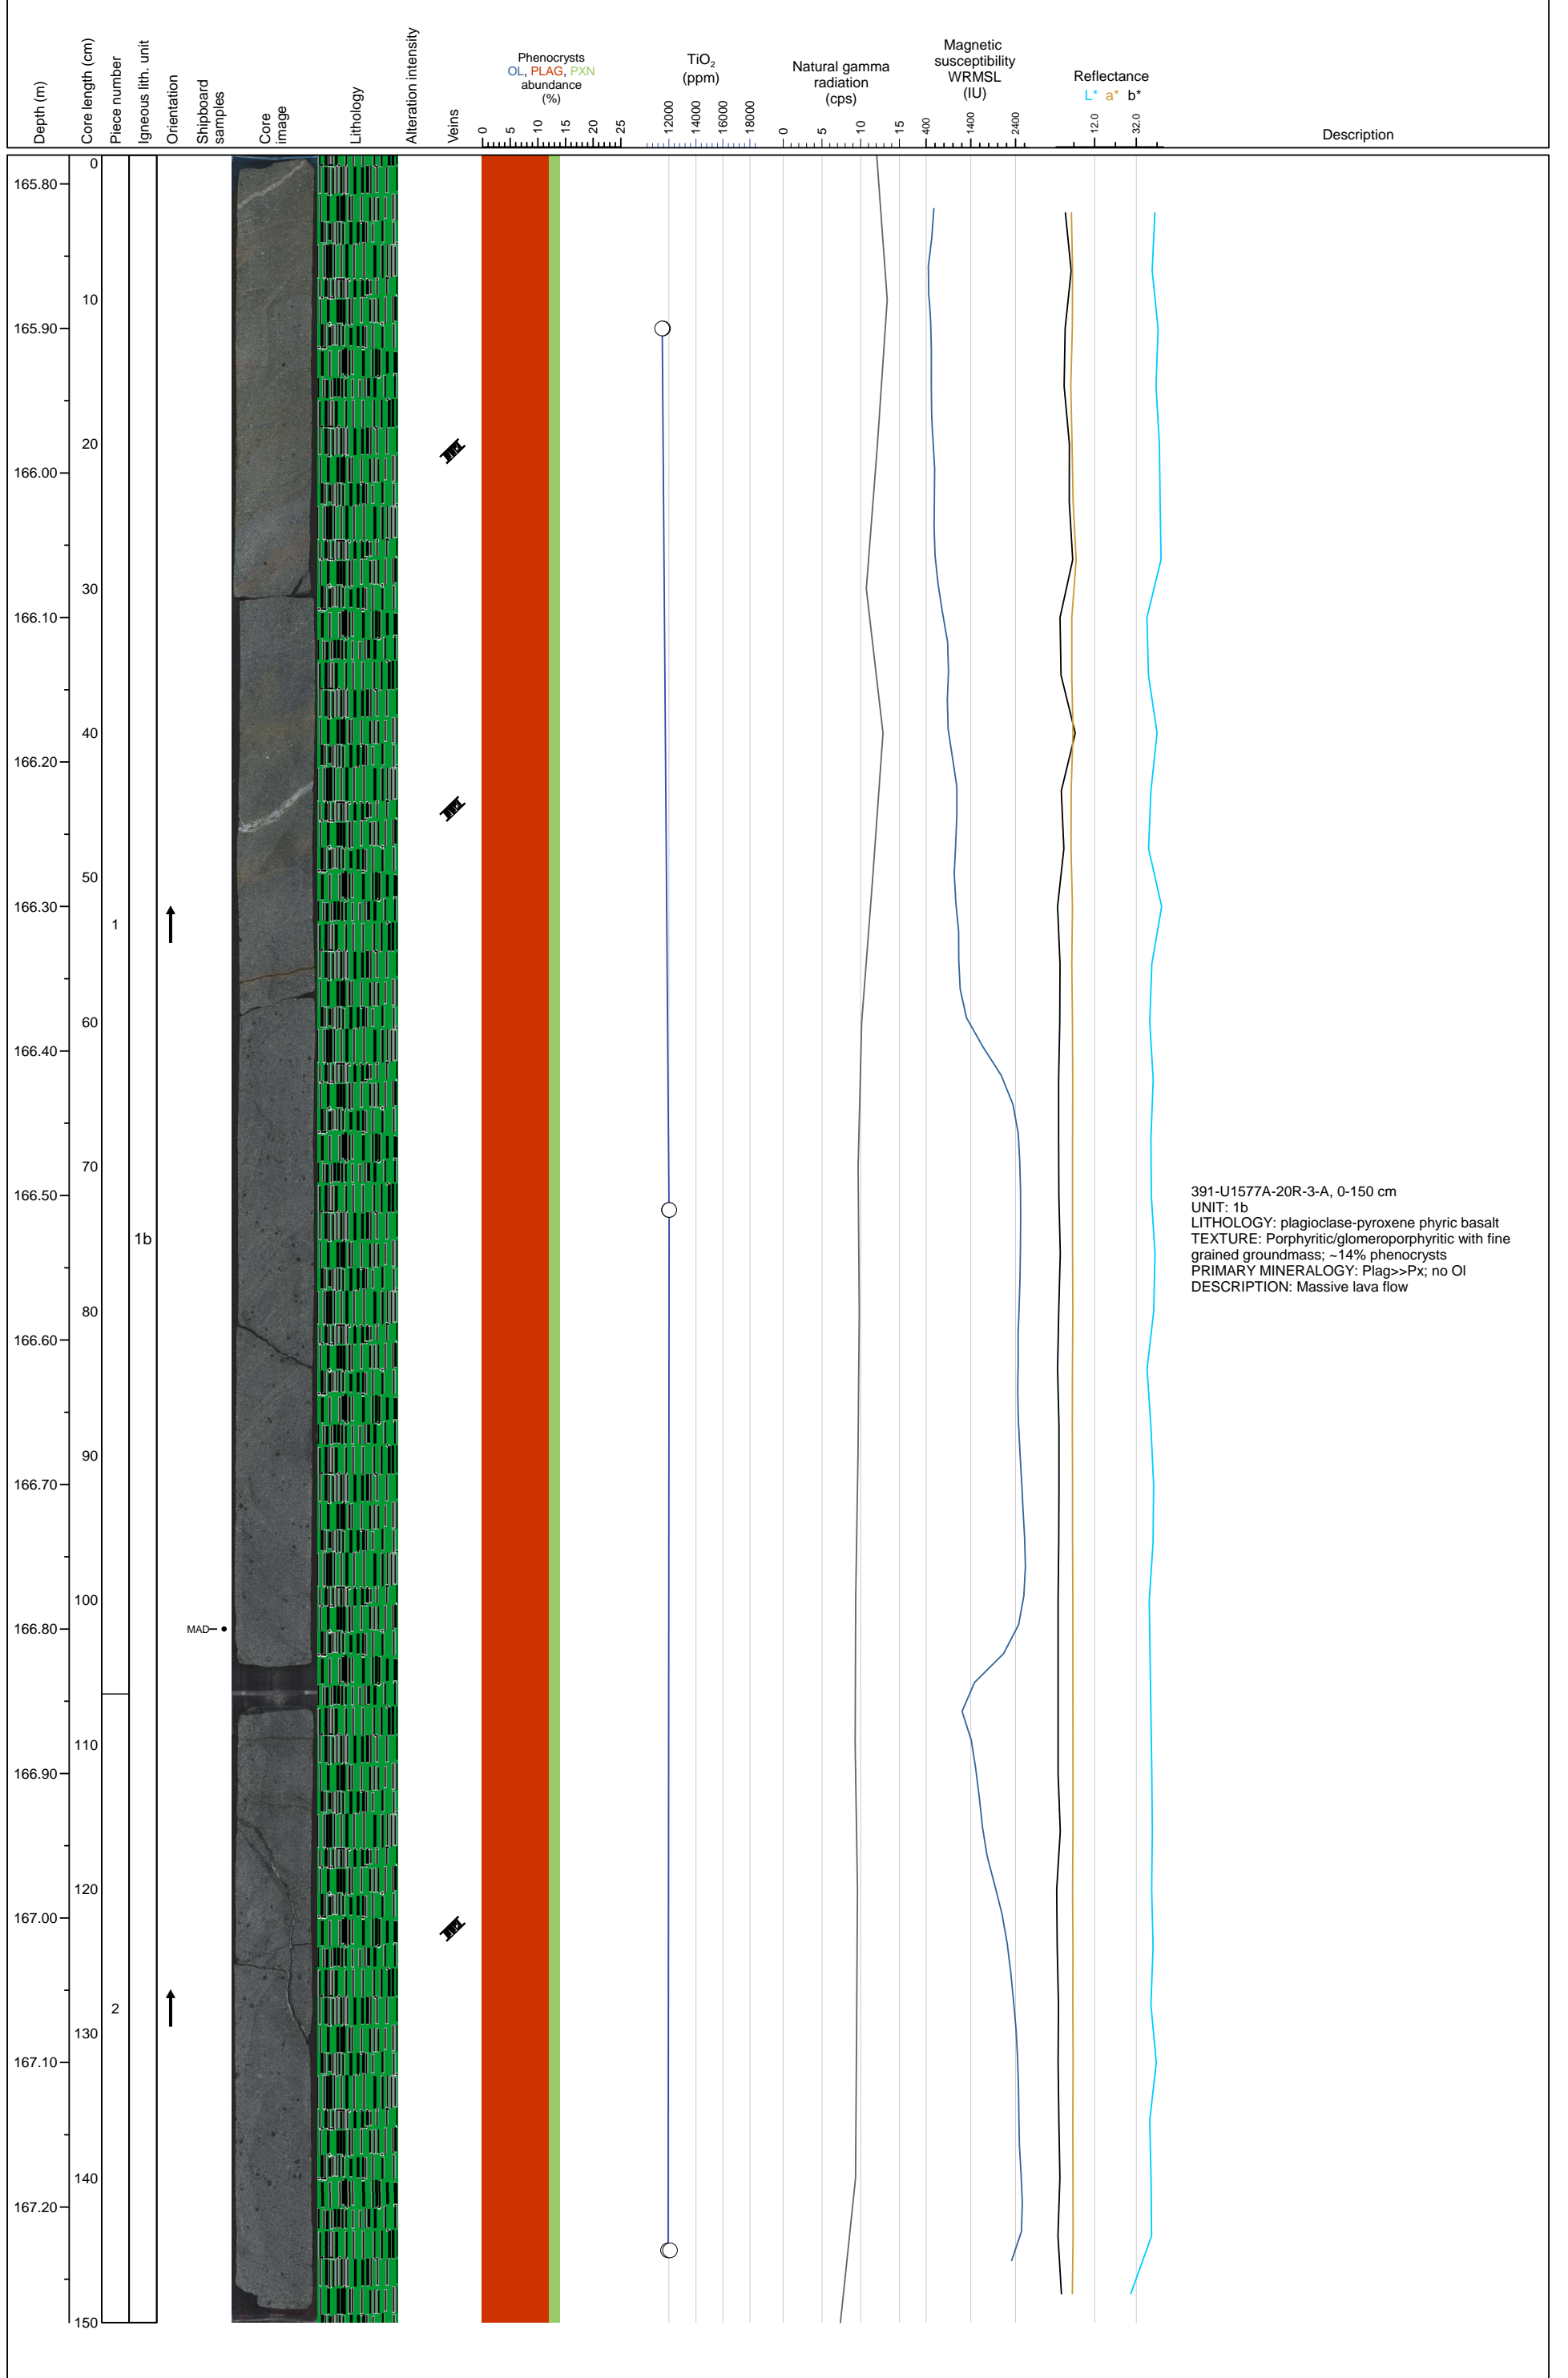 Depth (m)
Core length (cm)
Piece number
Igneous lith. unit
Orientation
Shipboard
samples
Core
image
Lithology
Alteration intensity
Veins
Phenocrysts
OL, PLAG, PXN
abundance
(%)
0 5 10 15 20 25
TiO2
(ppm)
12000 14000 16000 18000
Natural gamma
radiation
(cps)
0 5 10 15
Magnetic
susceptibility
WRMSL
(IU)
400 1400 2400
Reflectance
L* a* b*
12.0 32.0
Description
0
165.80
10
165.90
20
166.00
30
166.10
40
166.20
50
166.30
1
60
166.40
70
166.50
1b
391-U1577A-20R-3-A, 0-150 cm
UNIT: 1b
LITHOLOGY: plagioclase-pyroxene phyric basalt
TEXTURE: Porphyritic/glomeroporphyritic with fine
grained groundmass; ~14% phenocrysts
PRIMARY MINERALOGY: Plag>>Px; no Ol
DESCRIPTION: Massive lava flow
80
166.60
90
166.70
100
166.80
MAD
110
166.90
120
167.00
2
130
167.10
140
167.20
150